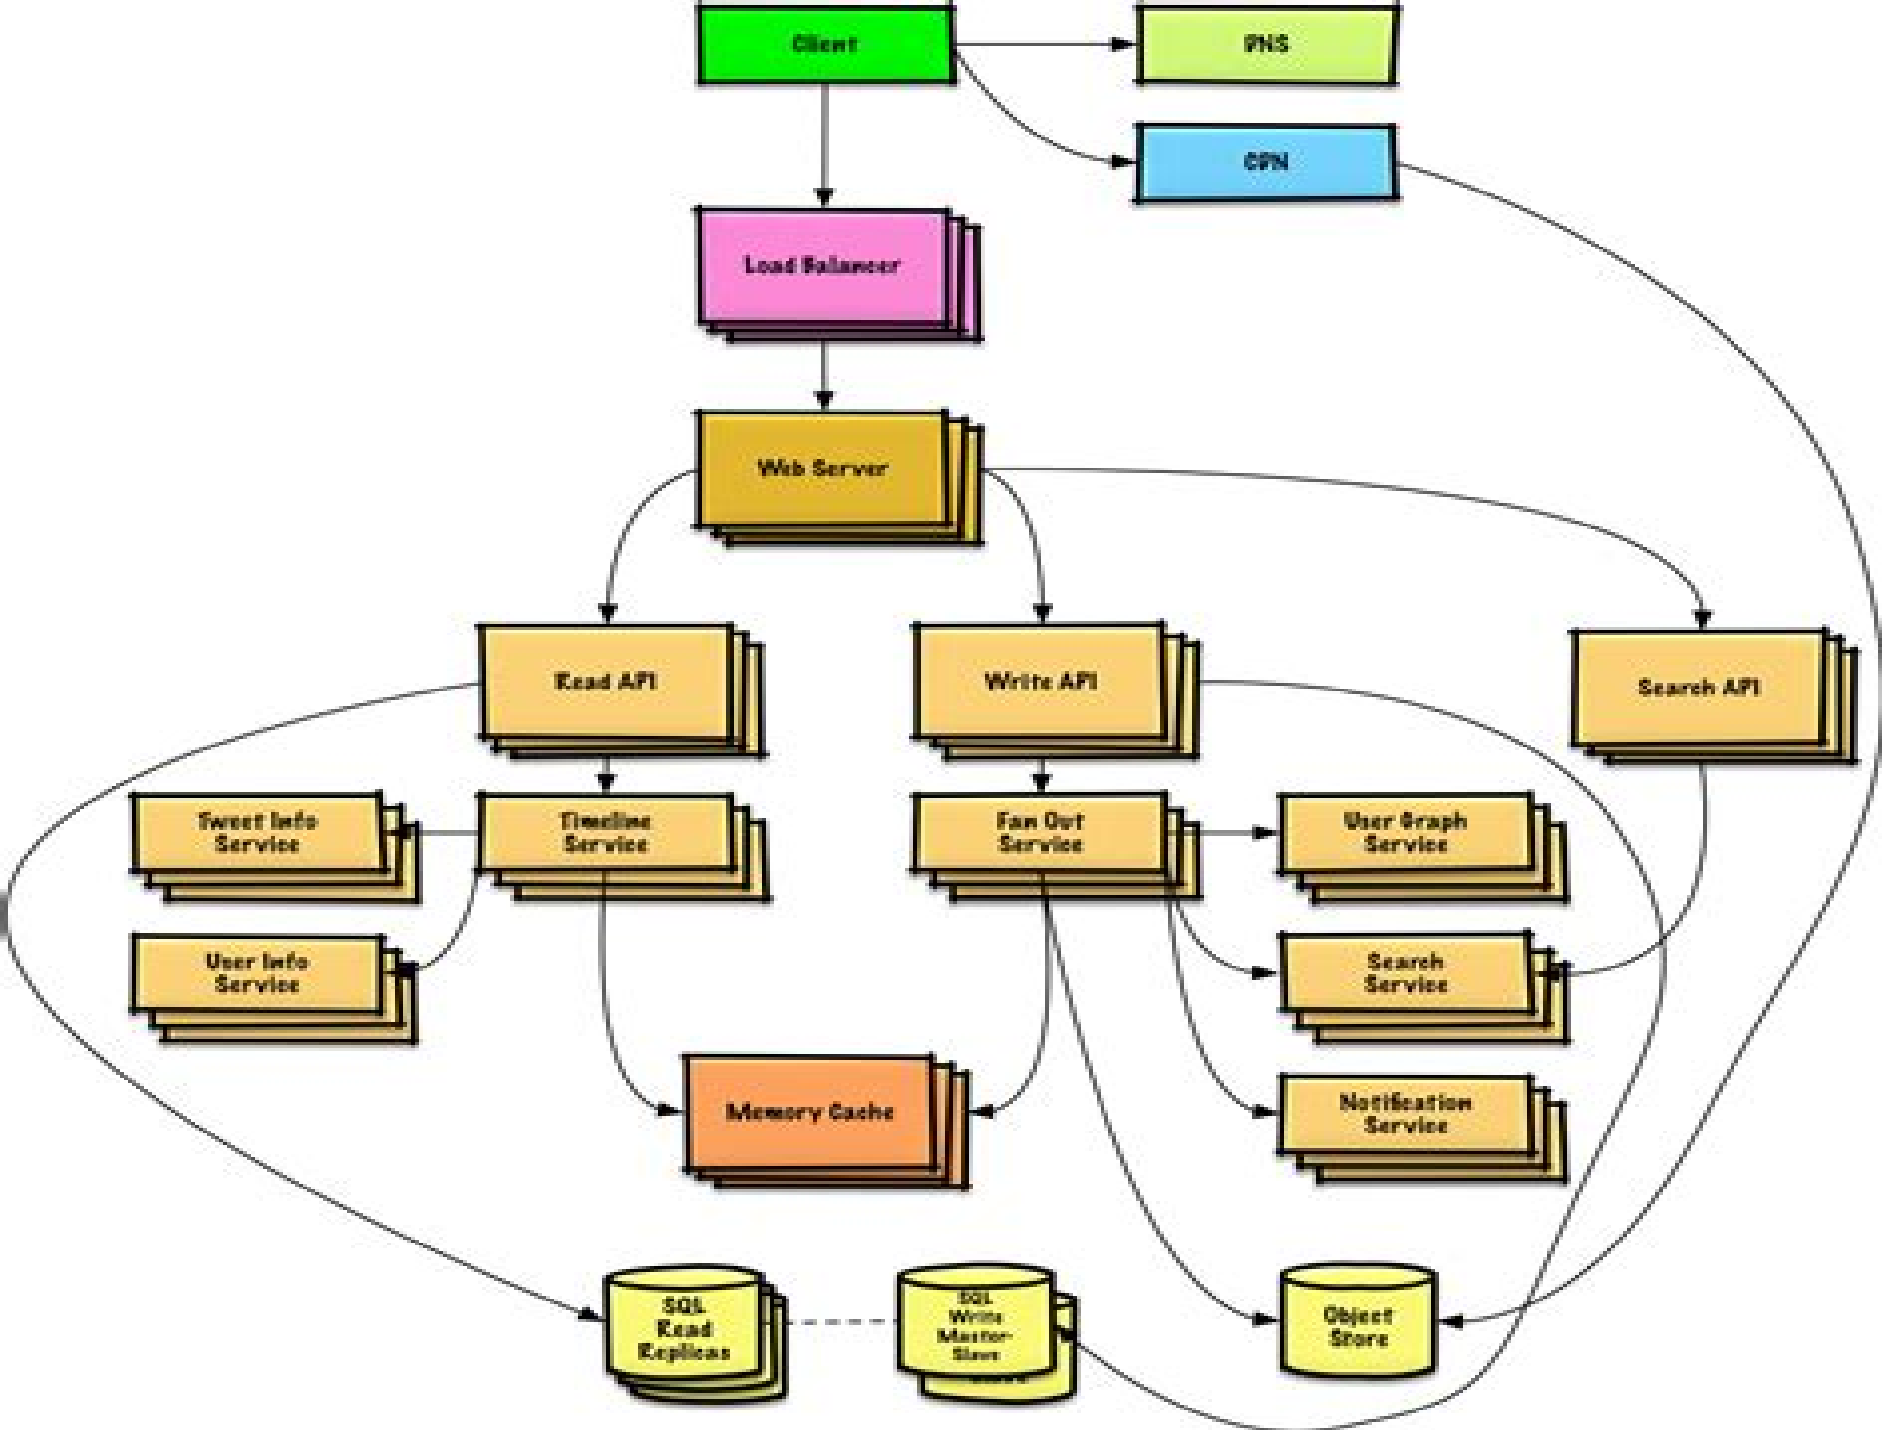 Client
DNS
CDN
Load Balancer
Web Server
Read API
Write API
Search API
Tweet Info
Service
Timeline
Service
Fan Out
Service
User Graph
Service
User Info
Service
Search
Service
Memory Cache
Notification
Service
SQL
Read
Replicas
SQL
Write
Master-
Slave
Object
Store